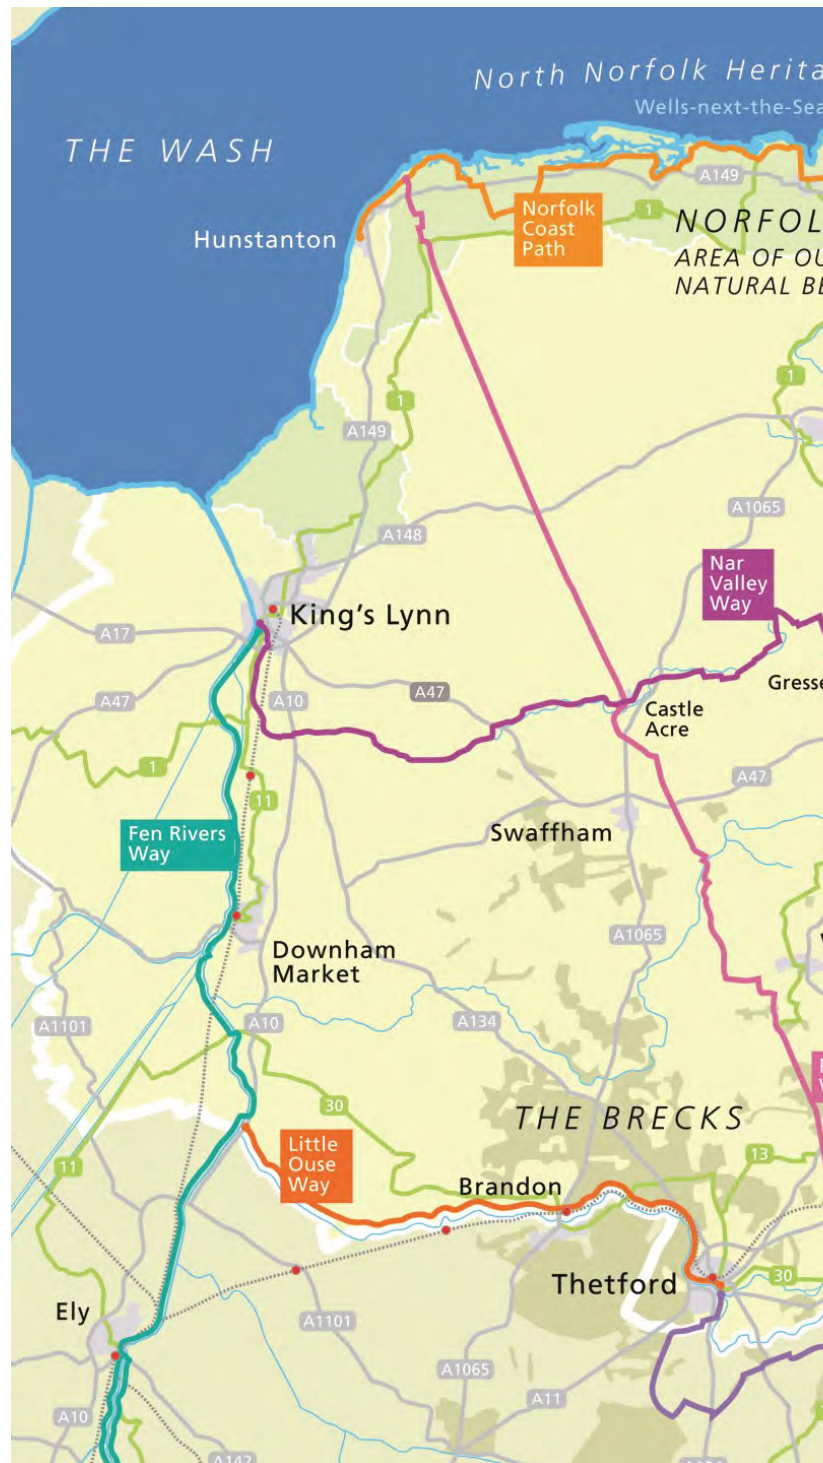 North Norfolk Herita
Wells-next-the-Sea
THE WASH
A149
Norfolk
Coast
Path
1
NORFOL
Hunstanton
AREA OF OU
NATURAL BE
1
1
A149
A1065
A148
Nar
Valley
Way
King's Lynn
A17
A47
A10
A47
Gresse
Castle
Acre
1
A47
11
Fen Rivers
Way
Swaffham
A1065
Downham
Market
A1101
A10
A134
30
THE BRECKS
Little
Ouse
Way
13
11
Brandon
Thetford
30
Ely
A1101
A1065
A11
A10
A142